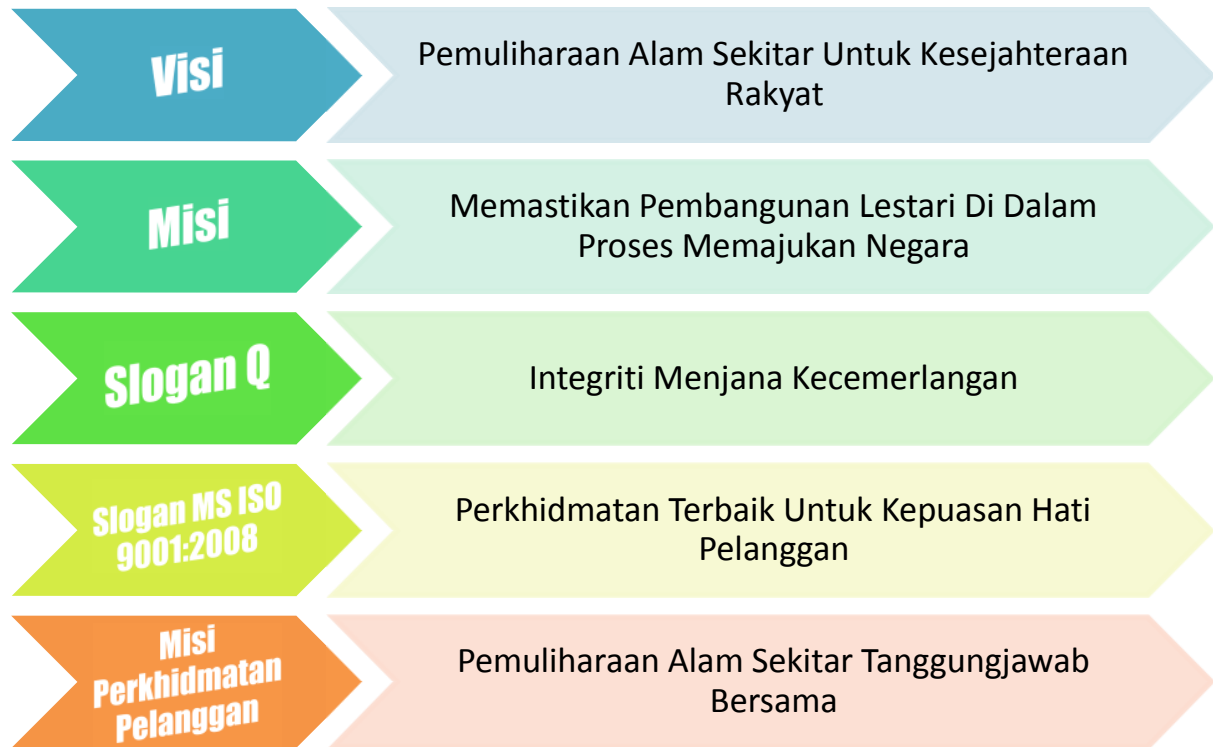 Visi
Pemuliharaan Alam Sekitar Untuk Kesejahteraan
Rakyat
Misi
Memastikan Pembangunan Lestari Di Dalam
Proses Memajukan Negara
Slogan Q
Integriti Menjana Kecemerlangan
Slogan MS ISO
9001:2008
Perkhidmatan Terbaik Untuk Kepuasan Hati
Pelanggan
Misi
Perkhidmatan
Pelanggan
Pemuliharaan Alam Sekitar Tanggungjawab
Bersama